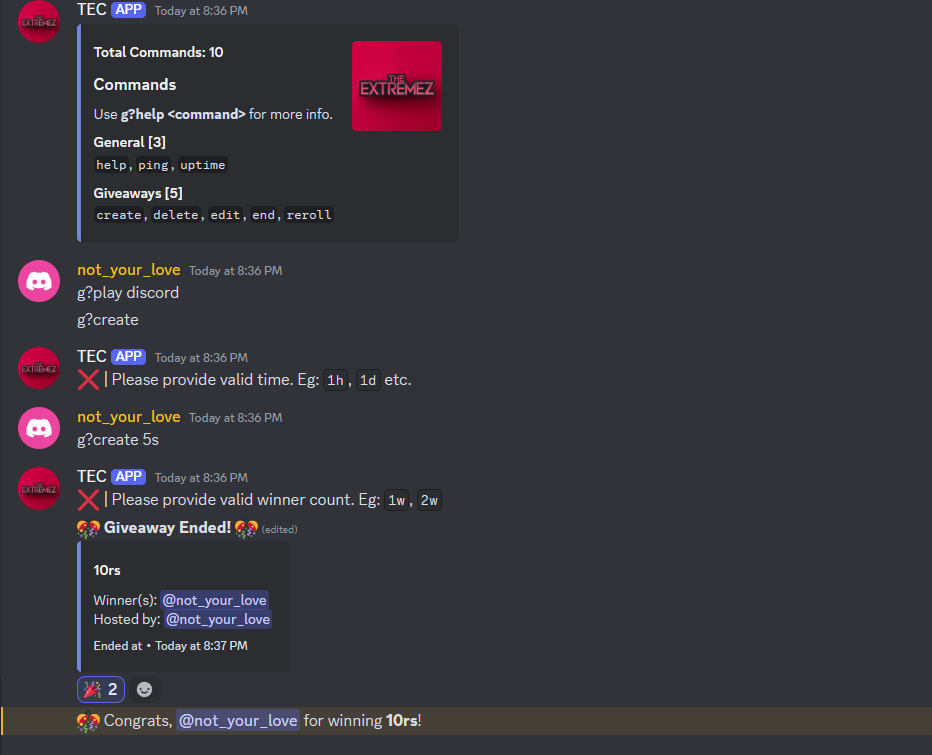 TEC APP Today at 8:36 PM
Total Commands: 10
Commands
Use g?help <command> for more info.
General [3]
help, ping, uptime
Giveaways [5]
create, delete, edit, end, reroll
THE
EXTREMEZ
not_your_love Today at 8:36 PM
g?play discord
g?create
EXTREMEZ
TEC APP Today at 8:36 PM
| Please provide valid time. Eg: 1h, 1d etc.
not_your_love Today at 8:36 PM
g?create 5s
EXTREMEZ
TEC APP Today at 8:36 PM
| Please provide valid winner count. Eg: 1w, 2w
Giveaway Ended! (edited)
10rs
Winner(s): @not_your_love
Hosted by: @not_your_love
Ended at • Today at 8:37 PM
2
Congrats, @not_your_love for winning 10rs!